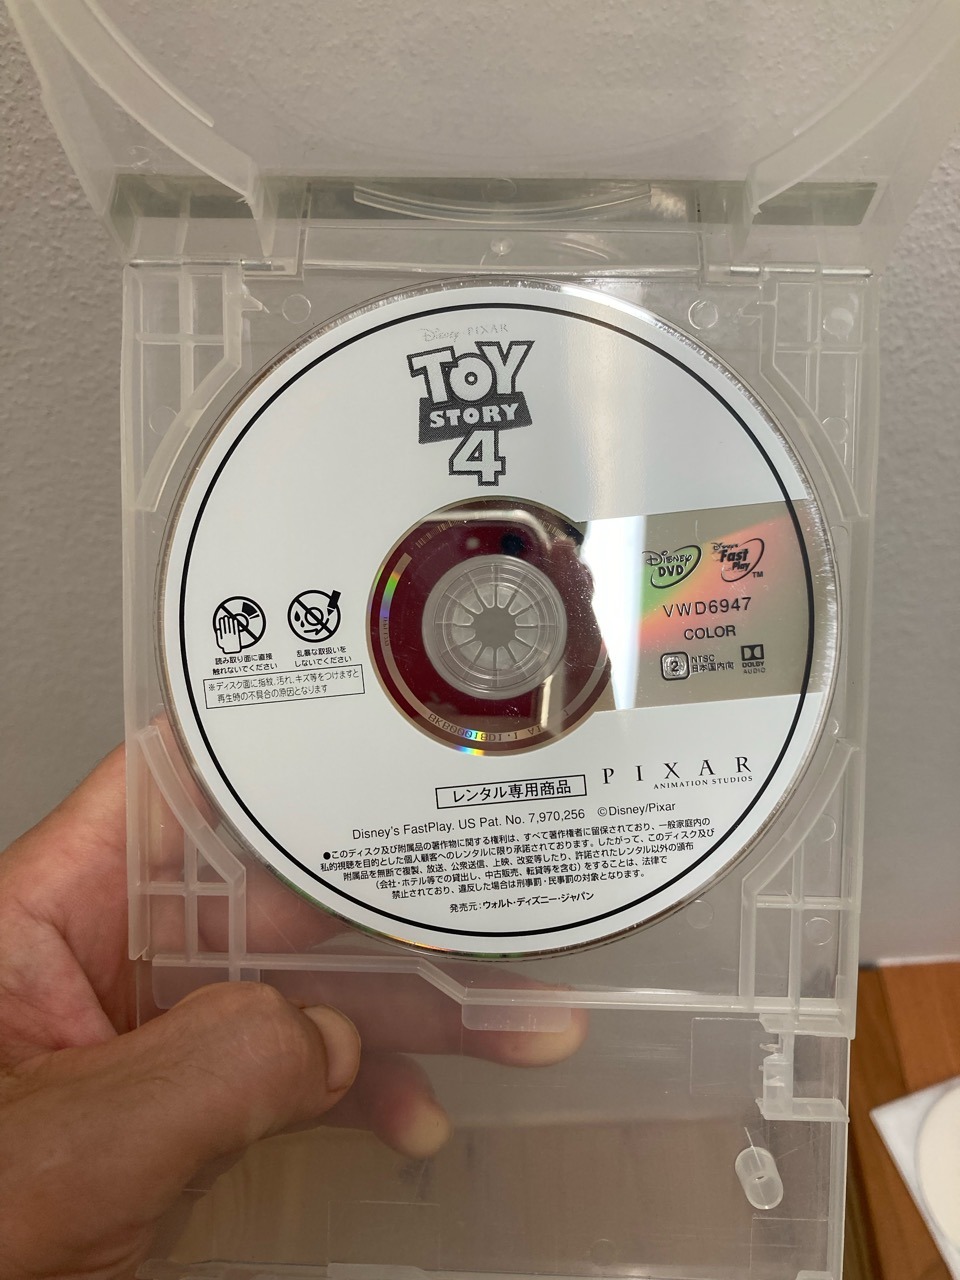 Disney PIXAR
TOY
STORY
4
Disney
DVD
Disney's
Fast
Play
TM
VWD6947
COLOR
2
NTSC
日本国内向
DOLBY
AUDIO
読み取り面に直接
触れないでください
乱暴な取扱いを
しないでください
※ディスク面に指紋、汚れ、キズ等をつけますと
再生時の不具合の原因となります
レンタル専用商品
PIXAR
ANIMATION STUDIOS
Disney's FastPlay. US Pat. No. 7,970,256 ©Disney/Pixar
●このディスク及び附属品の著作物に関する権利は、すべて著作権者に留保されており、一般家庭内の
私的視聴を目的とした個人顧客へのレンタルに限り承諾されております。したがって、このディスク及び
附属品を無断で複製、放送、公衆送信、上映、改変等したり、許諾されたレンタル以外の頒布
(会社・ホテル等での貸出し、中古販売、転貸等を含む)をすることは、法律で
禁止されており、違反した場合は刑事罰・民事罰の対象となります。
発売元:ウォルト・ディズニー・ジャパン